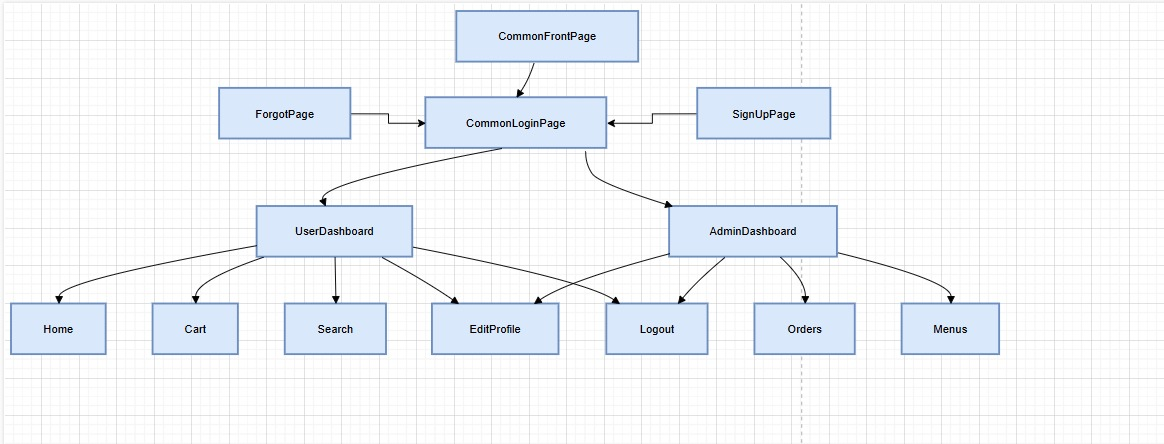 CommonFrontPage
ForgotPage
CommonLoginPage
SignUpPage
UserDashboard
AdminDashboard
Home
Cart
Search
EditProfile
Logout
Orders
Menus